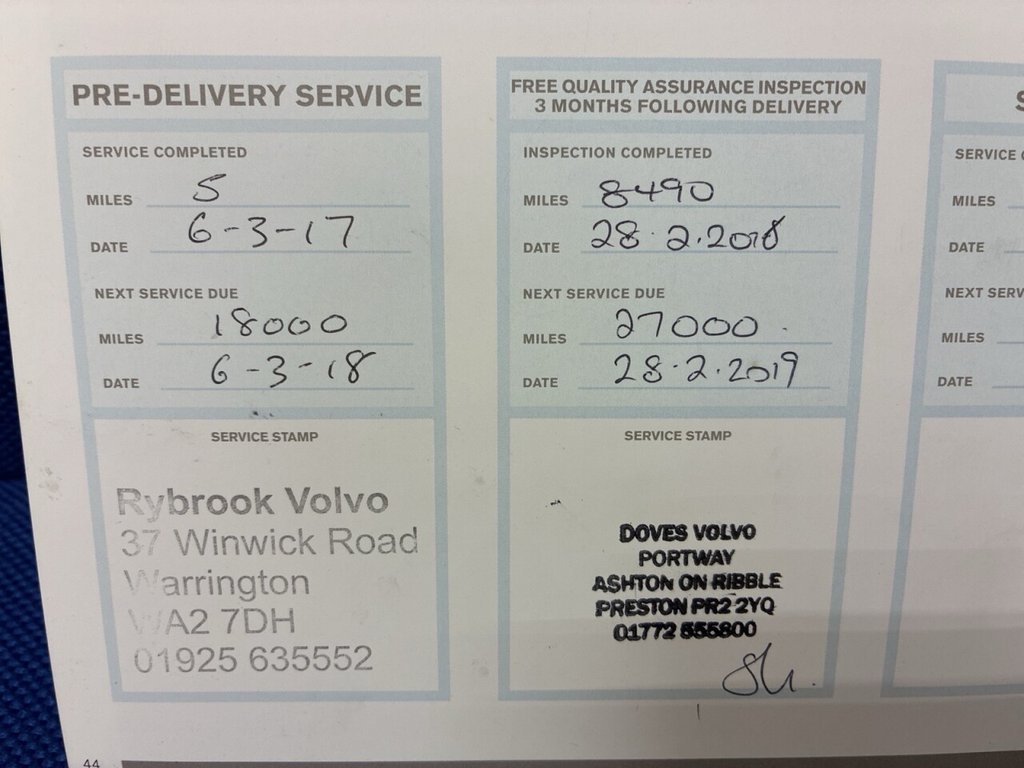 PRE-DELIVERY SERVICE
SERVICE COMPLETED
MILES 5
DATE 6-3-17
NEXT SERVICE DUE
MILES 18000
DATE 6-3-18
SERVICE STAMP
Rybrook Volvo
37 Winwick Road
Warrington
WA2 7DH
01925 635552
FREE QUALITY ASSURANCE INSPECTION
3 MONTHS FOLLOWING DELIVERY
INSPECTION COMPLETED
MILES 8490
DATE 28.2.2018
NEXT SERVICE DUE
MILES 27000
DATE 28.2.2019
SERVICE STAMP
DOVES VOLVO
PORTWAY
ASHTON ON RIBBLE
PRESTON PR2 2YQ
01772 555800
S
SERVICE
MILES
DATE
NEXT SERV
MILES
DATE
44